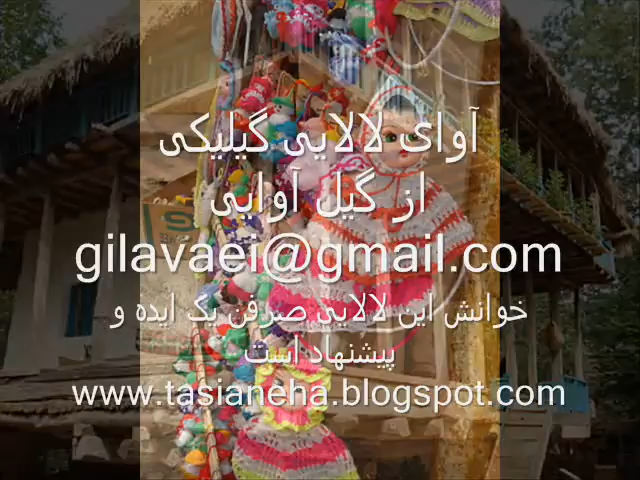 آوای لالایی گیلیکی
از گیل آوایی
gilavaei@gmail.com
خوانش این لالایی صرفن یک ایده و
پیشنهاد است
www.tasianeha.blogspot.com